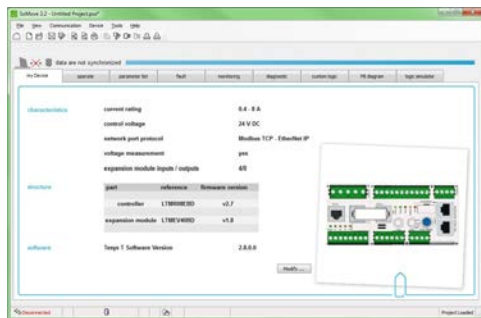 SoMove 2.2 - Untitled Project.psx*
File View Communication Device Tools Help
data are not synchronized
my Device operate parameter list fault monitoring diagnostic custom logic FB diagram logic simulator
characteristics
current rating 0.4 - 8 A
control voltage 24 V DC
network port protocol Modbus TCP - EtherNet IP
voltage measurement yes
expansion module inputs / outputs 4/0
structure
part reference firmware version
controller v2.7
expansion module v1.8
software
Tesys T Software Version 2.8.0.0
Modify ...
Disconnected Project Loaded